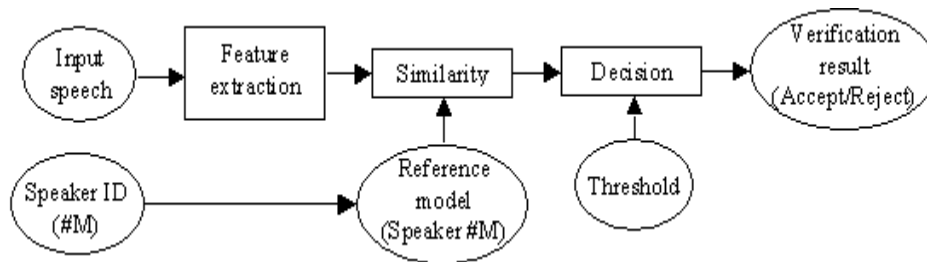 Input
speech
Feature
extraction
Similarity
Decision
Verification
result
(Accept/Reject)
Speaker ID
(#M)
Reference
model
(Speaker #M)
Threshold